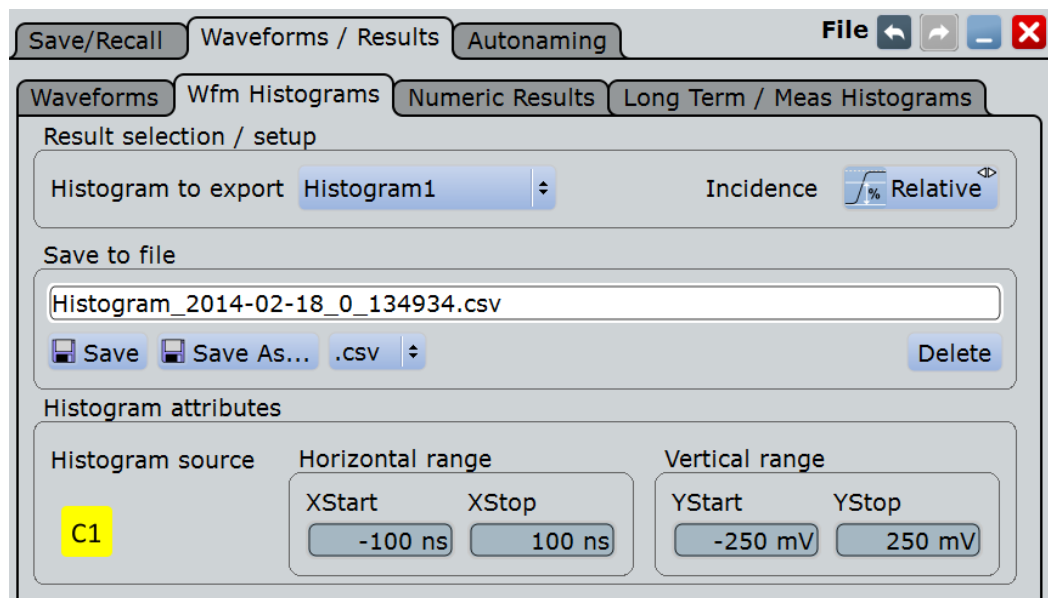 Save/Recall Waveforms / Results Autonaming File
Waveforms Wfm Histograms Numeric Results Long Term / Meas Histograms
Result selection / setup
Histogram to export Histogram1 Incidence % Relative
Save to file
Histogram_2014-02-18_0_134934.csv
Save Save As... .csv Delete
Histogram attributes
Histogram source Horizontal range Vertical range
XStart XStop YStart YStop
C1 -100 ns 100 ns -250 mV 250 mV